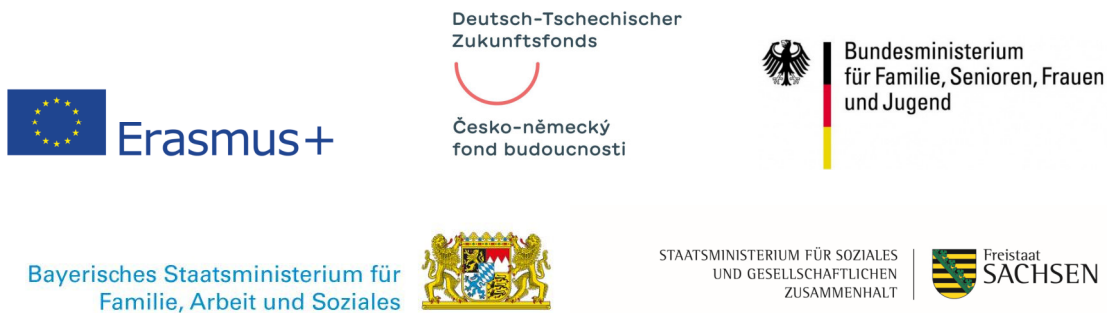 Deutsch-Tschechischer
Zukunftsfonds
Česko-německý
fond budoucnosti
Erasmus+
Bundesministerium
für Familie, Senioren, Frauen
und Jugend
Bayerisches Staatsministerium für
Familie, Arbeit und Soziales
STAATSMINISTERIUM FÜR SOZIALES
UND GESELLSCHAFTLICHEN
ZUSAMMENHALT
Freistaat
SACHSEN